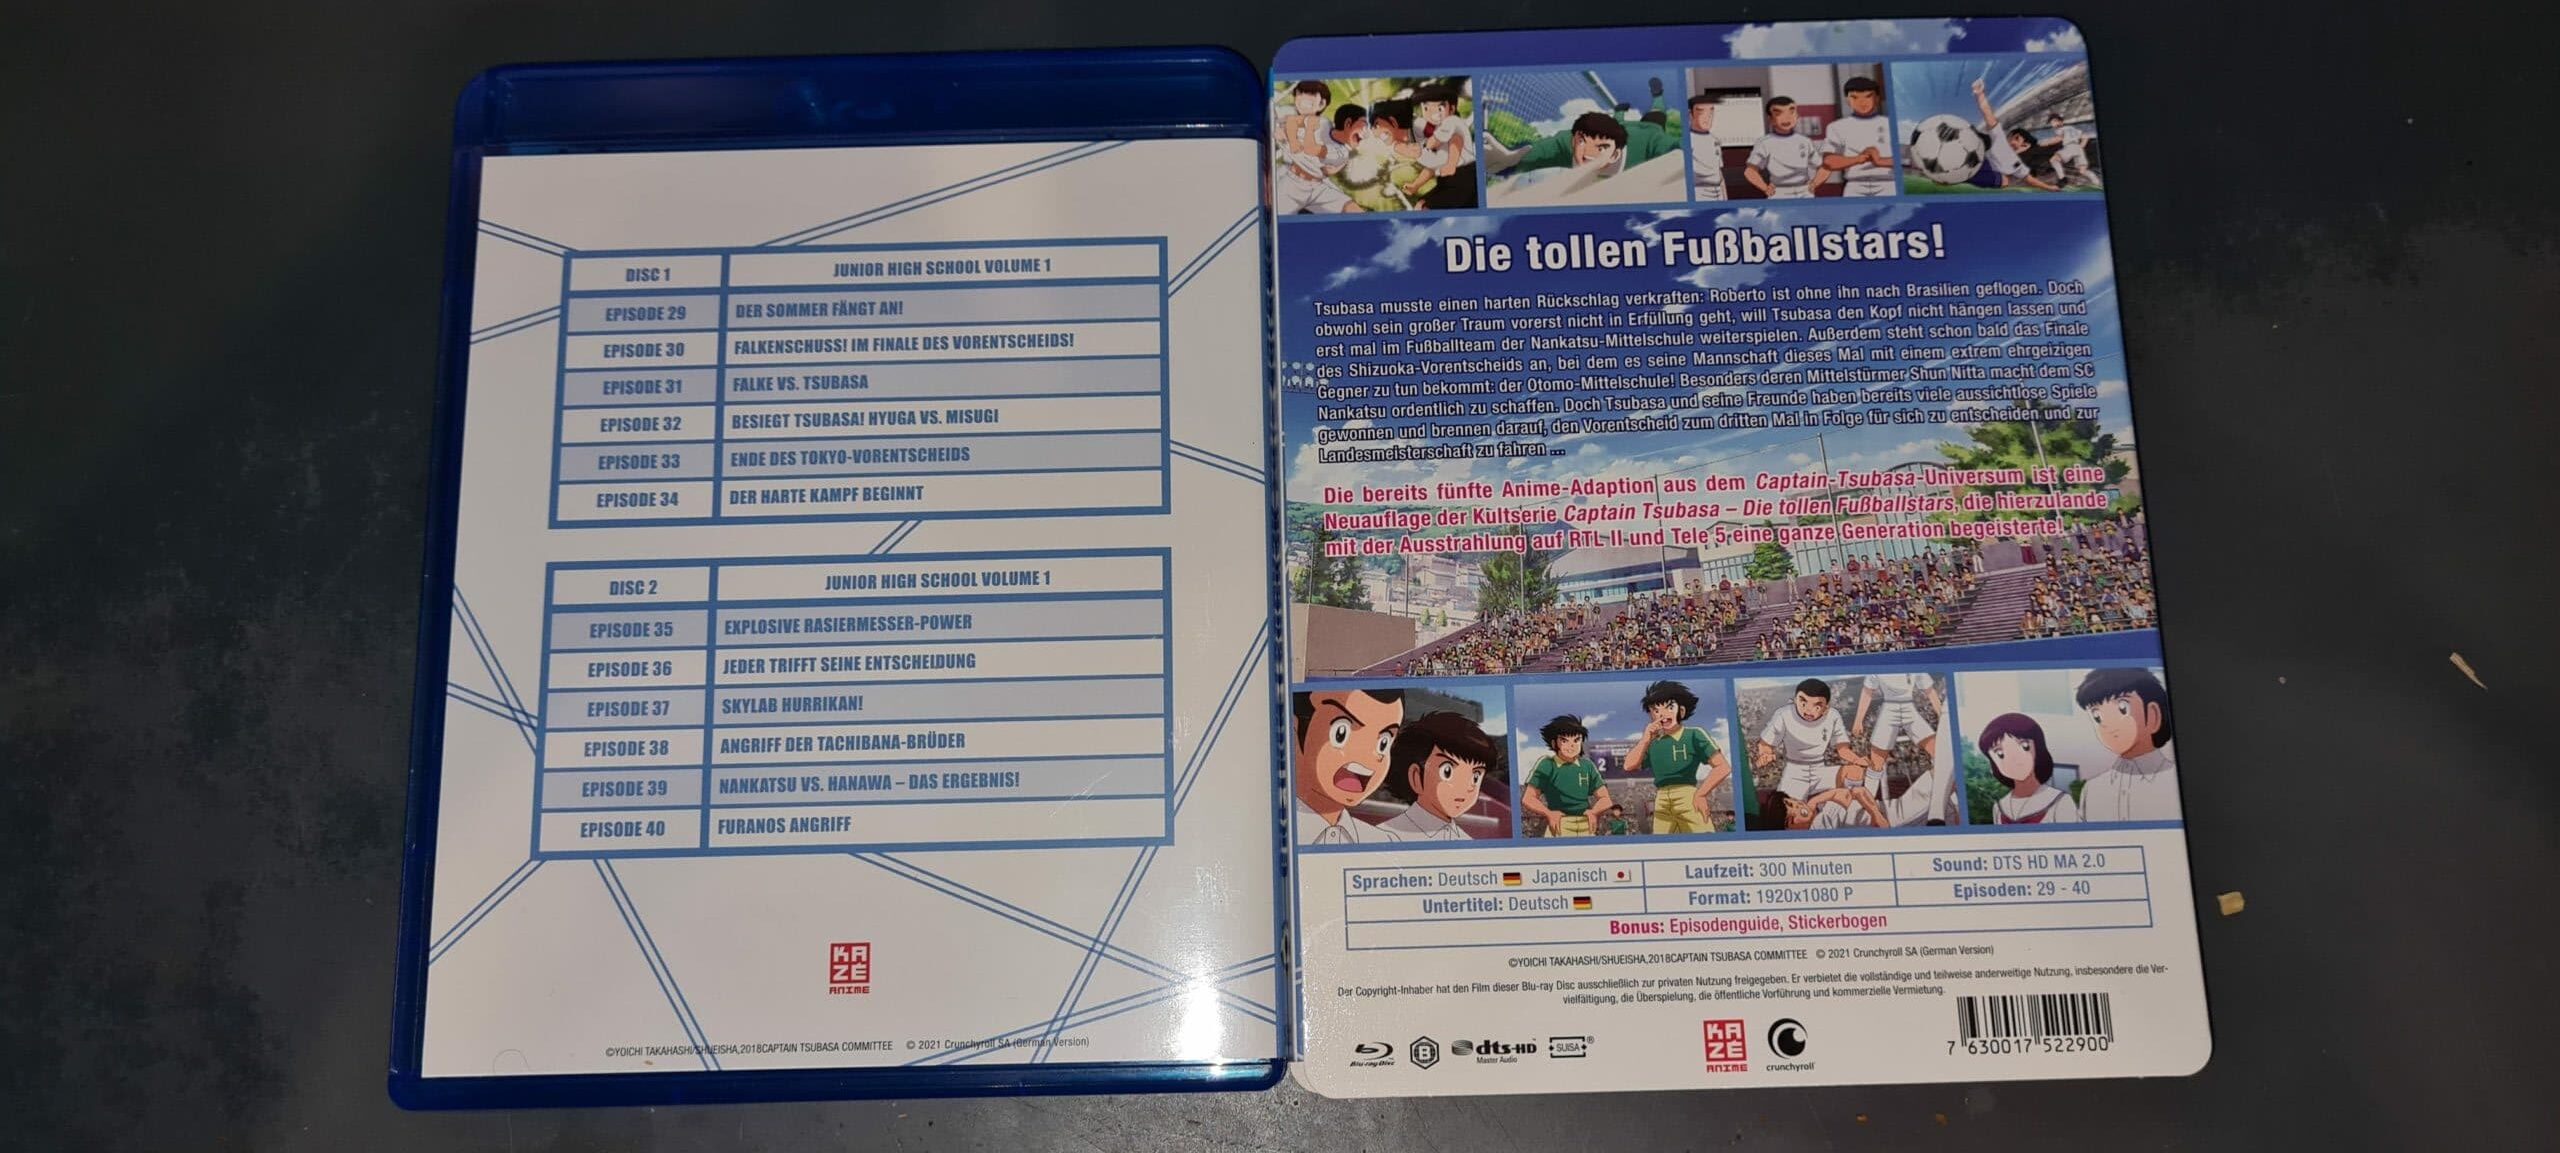 DISC 1 JUNIOR HIGH SCHOOL VOLUME 1
EPISODE 29 DER SOMMER FÄNGT AN!
EPISODE 30 FALKENSCHUSS! IM FINALE DES VORENTSCHEIDS!
EPISODE 31 FALKE VS. TSUBASA
EPISODE 32 BESIEGT TSUBASA! HYUGA VS. MISUGI
EPISODE 33 ENDE DES TOKYO-VORENTSCHEIDS
EPISODE 34 DER HARTE KAMPF BEGINNT
DISC 2 JUNIOR HIGH SCHOOL VOLUME 1
EPISODE 35 EXPLOSIVE RASIERMESSER-POWER
EPISODE 36 JEDER TRIFFT SEINE ENTSCHEIDUNG
EPISODE 37 SKYLAB HURRIKAN!
EPISODE 38 ANGRIFF DER TACHIBANA-BRÜDER
EPISODE 39 NANKATSU VS. HANAWA – DAS ERGEBNIS!
EPISODE 40 FURANOS ANGRIFF
KA
ZÉ
ANIME
©YOICHI TAKAHASHI/SHUEISHA,2018CAPTAIN TSUBASA COMMITTEE © 2021 Crunchyroll SA (German Version)
Die tollen Fußballstars!
Tsubasa musste einen harten Rückschlag verkraften: Roberto ist ohne ihn nach Brasilien geflogen. Doch
obwohl sein großer Traum vorerst nicht in Erfüllung geht, will Tsubasa den Kopf nicht hängen lassen und
erst mal im Fußballteam der Nankatsu-Mittelschule weiterspielen. Außerdem steht schon bald das Finale
des Shizuoka-Vorentscheids an, bei dem es seine Mannschaft dieses Mal mit einem extrem ehrgeizigen
Gegner zu tun bekommt: der Otomo-Mittelschule! Besonders deren Mittelstürmer Shun Nitta macht dem SC
Nankatsu ordentlich zu schaffen. Doch Tsubasa und seine Freunde haben bereits viele aussichtlose Spiele
gewonnen und brennen darauf, den Vorentscheid zum dritten Mal in Folge für sich zu entscheiden und zur
Landesmeisterschaft zu fahren ...
Die bereits fünfte Anime-Adaption aus dem Captain-Tsubasa-Universum ist eine
Neuauflage der Kultserie Captain Tsubasa – Die tollen Fußballstars, die hierzulande
mit der Ausstrahlung auf RTL II und Tele 5 eine ganze Generation begeisterte!
H
2
H
Sprachen: Deutsch Japanisch Laufzeit: 300 Minuten Sound: DTS HD MA 2.0
Untertitel: Deutsch Format: 1920x1080 P Episoden: 29 - 40
Bonus: Episodenguide, Stickerbogen
©YOICHI TAKAHASHI/SHUEISHA,2018CAPTAIN TSUBASA COMMITTEE © 2021 Crunchyroll SA (German Version)
Der Copyright-Inhaber hat den Film dieser Blu-ray Disc ausschließlich zur privaten Nutzung freigegeben. Er verbietet die vollständige und teilweise anderweitige Nutzung, insbesondere die Ver-
vielfältigung, die Überspielung, die öffentliche Vorführung und kommerzielle Vermietung.
Blu-ray Disc B dts-HD Master Audio SUISA ® KA ZÉ ANIME crunchyroll 7 630017 522900